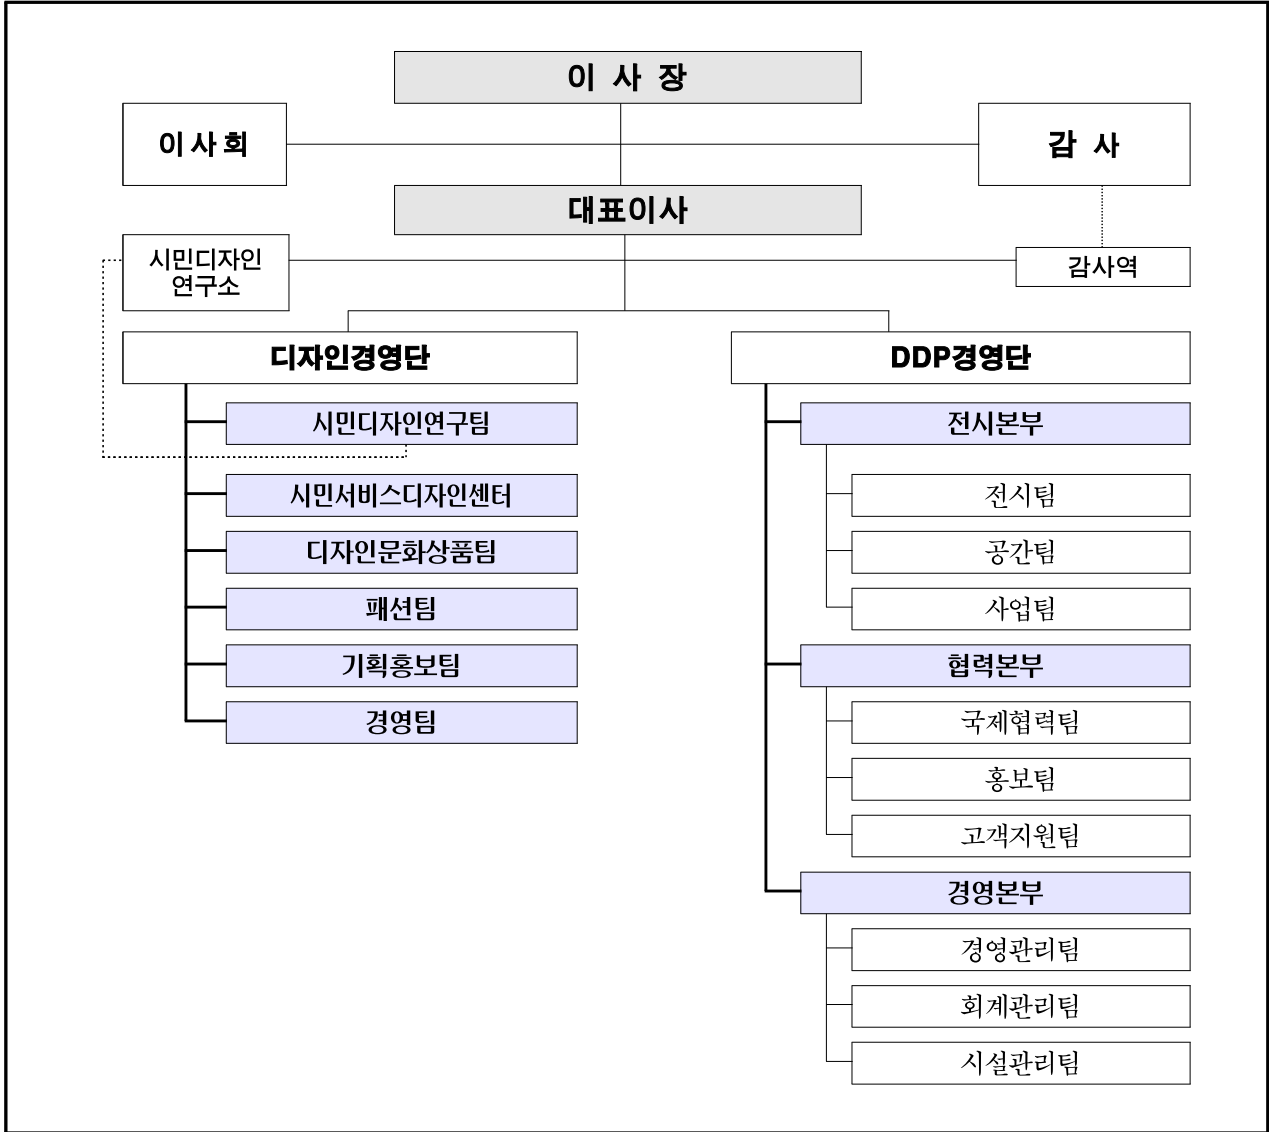 이 사 장
이 사 회
감 사
대표이사
시민디자인
연구소
감사역
디자인경영단
시민디자인연구팀
시민서비스디자인센터
디자인문화상품팀
패션팀
기획홍보팀
경영팀
DDP경영단
전시본부
전시팀
공간팀
사업팀
협력본부
국제협력팀
홍보팀
고객지원팀
경영본부
경영관리팀
회계관리팀
시설관리팀